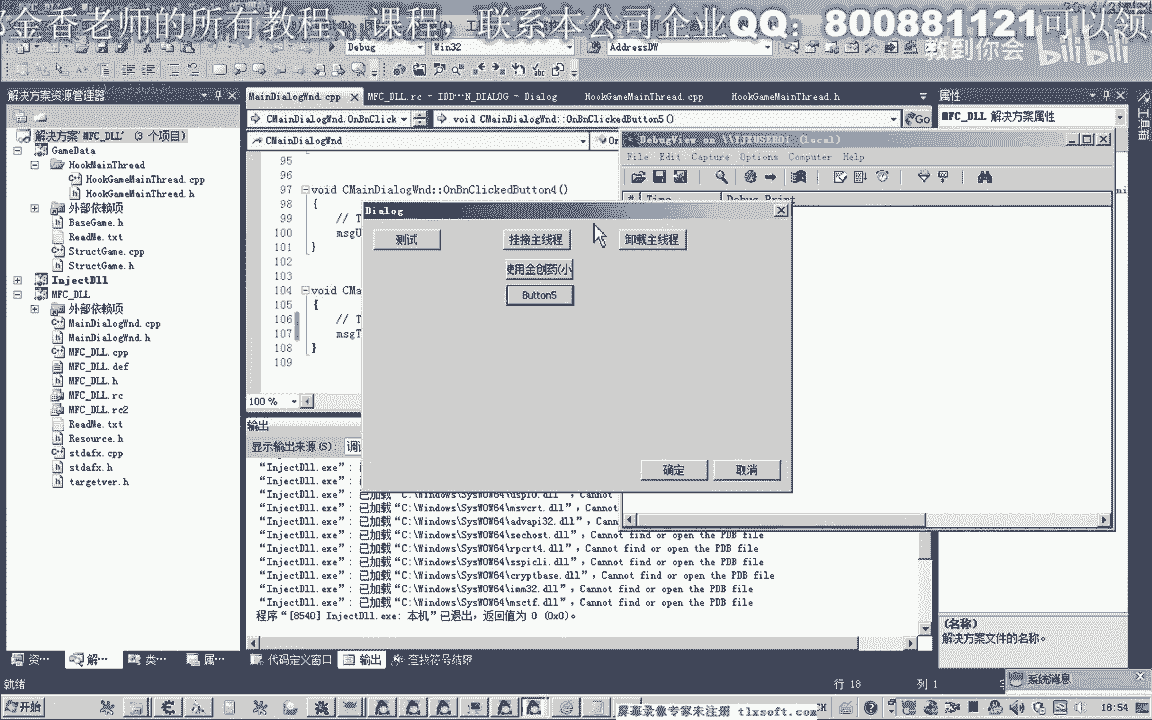 郃金香老师的所有教程、课程, 联系本公司企业QQ: 800881121可以领
教到你会 bilibili
Debug
Win32
AddressDW
解决方案资源管理器
解决方案"MFC_DLL" (3 个项目)
GameData
HookMainThread
HookGameMainThread.cpp
HookGameMainThread.h
外部依赖项
BaseGame.h
ReadMe.txt
StructGame.cpp
StructGame.h
InjectDll
MFC_DLL
外部依赖项
MainDialogWnd.cpp
MainDialogWnd.h
MFC_DLL.cpp
MFC_DLL.def
MFC_DLL.h
MFC_DLL.rc
MFC_DLL.rc2
ReadMe.txt
Resource.h
stdafx.cpp
stdafx.h
targetver.h
MainDialogWnd.cpp
MFC_DLL.rc - IDD...N_DIALOG - Dialog
HookGameMainThread.cpp
HookGameMainThread.h
CMainDialogWnd.OnBnClick
void CMainDialogWnd::OnBnClickedButton5()
Go
CMainDialogWnd
95
96
97 void CMainDialogWnd::OnBnClickedButton4()
98 {
99 // T
100 msgU
101 }
102
103
104 void CMa
105 {
106 // T
107 msgT
108 }
109
100 %
DebugView on \\YJXUSERDI (local)
File Edit Capture Options Computer Help
# Time Debug Print
Dialog
测试
挂接主线程
卸载主线程
使用金创药(小
Button5
确定
取消
输出
显示输出来源(S): 调
"InjectDll.exe":
"InjectDll.exe":
"InjectDll.exe": 已加载"C:\Windows\SysWOW64\usp10.dll", Cannot
"InjectDll.exe": 已加载"C:\Windows\SysWOW64\msvcrt.dll", Cannot
"InjectDll.exe": 已加载"C:\Windows\SysWOW64\advapi32.dll", Cann
"InjectDll.exe": 已加载"C:\Windows\SysWOW64\sechost.dll", Cannot find or open the PDB file
"InjectDll.exe": 已加载"C:\Windows\SysWOW64\rpcrt4.dll", Cannot find or open the PDB file
"InjectDll.exe": 已加载"C:\Windows\SysWOW64\sspicli.dll", Cannot find or open the PDB file
"InjectDll.exe": 已加载"C:\Windows\SysWOW64\cryptbase.dll", Cannot find or open the PDB file
"InjectDll.exe": 已加载"C:\Windows\SysWOW64\imm32.dll", Cannot find or open the PDB file
"InjectDll.exe": 已加载"C:\Windows\SysWOW64\msctf.dll", Cannot find or open the PDB file
程序"[8540] InjectDll.exe: 本机"已退出,返回值为 0 (0x0)。
属性
MFC_DLL 解决方案属性
(名称)
解决方案文件的名称。
工具箱
资... 解... 类... 属...
代码定义窗口 输出 查找符号结果
就绪
行 18
列 1
系统消息
开始
屏幕录像专家未注册 tlxsoft.com
18:54